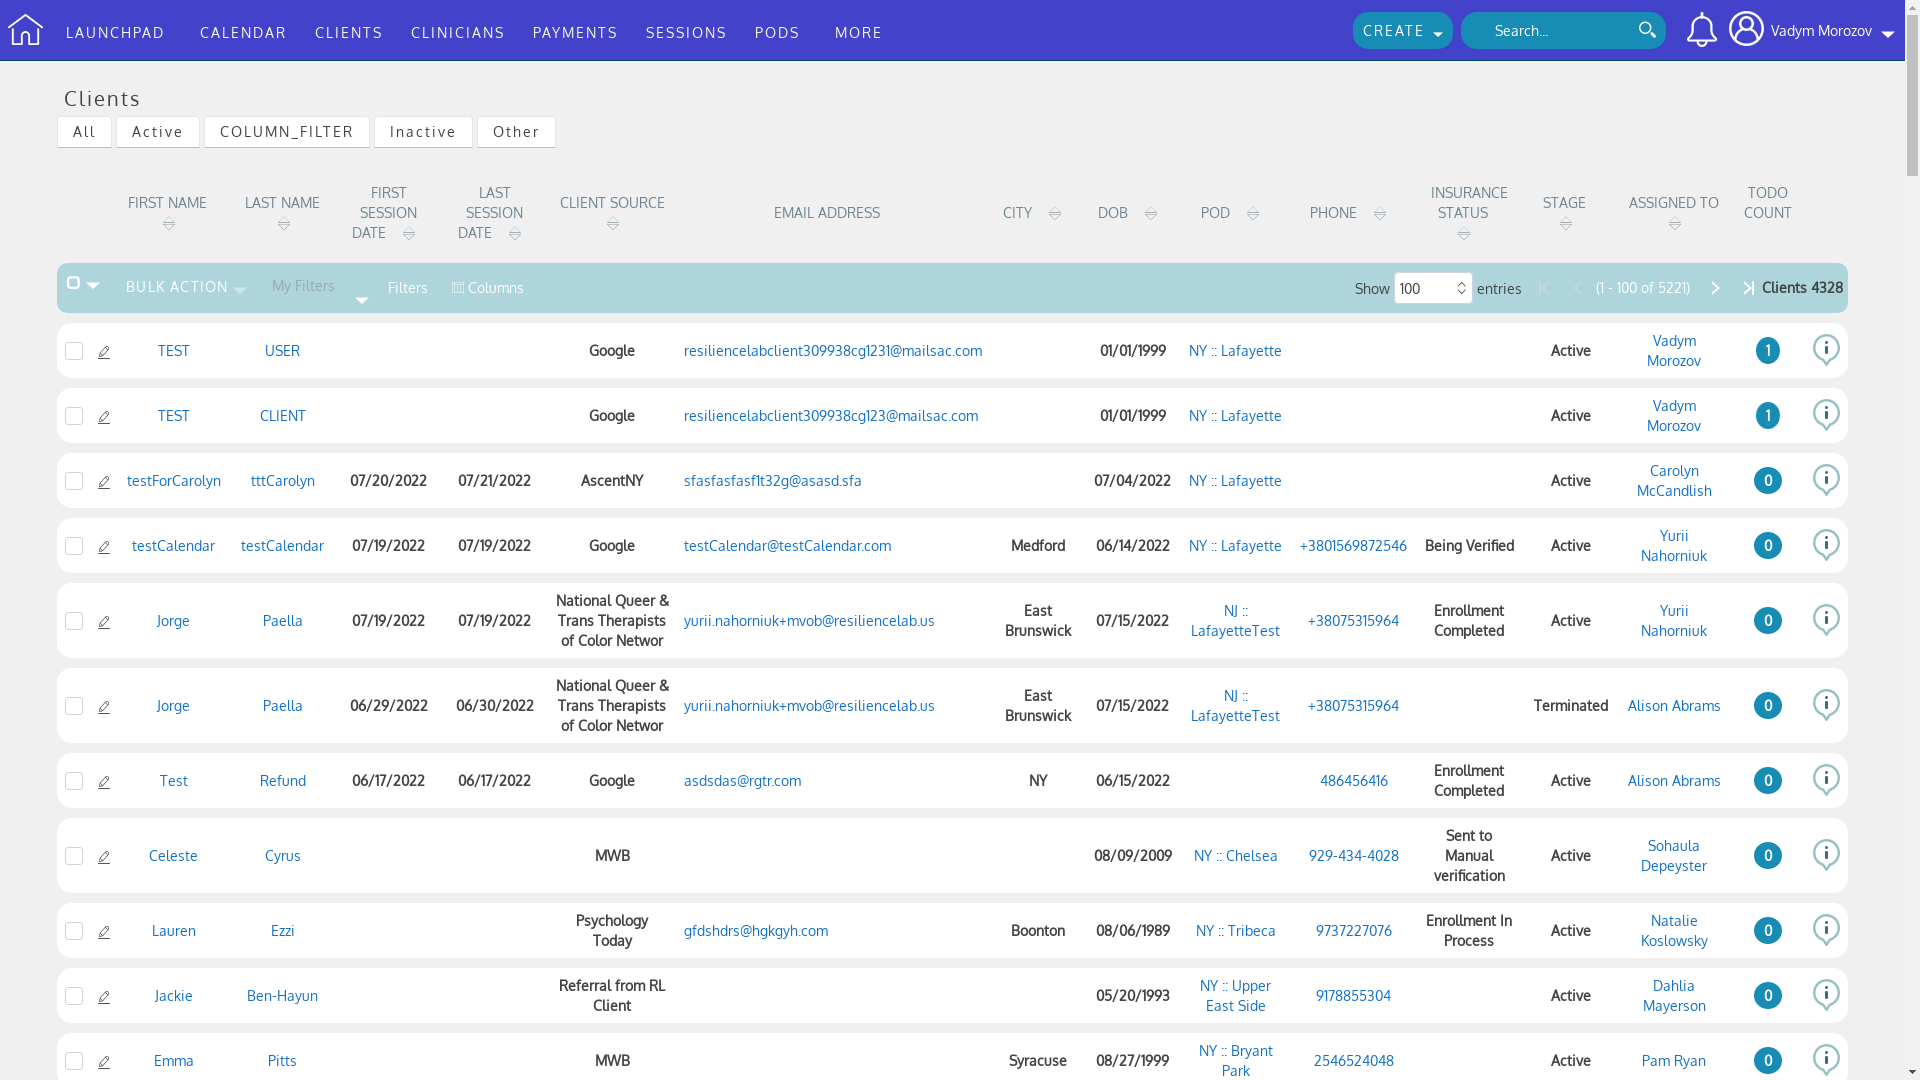 LAUNCHPAD CALENDAR CLIENTS CLINICIANS PAYMENTS SESSIONS PODS MORE CREATE Search... Vadym Morozov
Clients
All Active COLUMN_FILTER Inactive Other
FIRST NAME LAST NAME FIRST SESSION DATE LAST SESSION DATE CLIENT SOURCE EMAIL ADDRESS CITY DOB POD PHONE INSURANCE STATUS STAGE ASSIGNED TO TODO COUNT
BULK ACTION My Filters Filters Columns Show 100 entries (1 - 100 of 5221) Clients 4328
TEST USER Google resiliencelabclient309938cg1231@mailsac.com 01/01/1999 NY :: Lafayette Active Vadym Morozov 1
TEST CLIENT Google resiliencelabclient309938cg123@mailsac.com 01/01/1999 NY :: Lafayette Active Vadym Morozov 1
testForCarolyn tttCarolyn 07/20/2022 07/21/2022 AscentNY sfasfasfasf1t32g@asasd.sfa 07/04/2022 NY :: Lafayette Active Carolyn McCandlish 0
testCalendar testCalendar 07/19/2022 07/19/2022 Google testCalendar@testCalendar.com Medford 06/14/2022 NY :: Lafayette +3801569872546 Being Verified Active Yurii Nahorniuk 0
Jorge Paella 07/19/2022 07/19/2022 National Queer & Trans Therapists of Color Networ yurii.nahorniuk+mvob@resiliencelab.us East Brunswick 07/15/2022 NJ :: LafayetteTest +38075315964 Enrollment Completed Active Yurii Nahorniuk 0
Jorge Paella 06/29/2022 06/30/2022 National Queer & Trans Therapists of Color Networ yurii.nahorniuk+mvob@resiliencelab.us East Brunswick 07/15/2022 NJ :: LafayetteTest +38075315964 Terminated Alison Abrams 0
Test Refund 06/17/2022 06/17/2022 Google asdsdas@rgtr.com NY 06/15/2022 486456416 Enrollment Completed Active Alison Abrams 0
Celeste Cyrus MWB 08/09/2009 NY :: Chelsea 929-434-4028 Sent to Manual verification Active Sohaula Depeyster 0
Lauren Ezzi Psychology Today gfdshdrs@hgkgyh.com Boonton 08/06/1989 NY :: Tribeca 9737227076 Enrollment In Process Active Natalie Koslowsky 0
Jackie Ben-Hayun Referral from RL Client 05/20/1993 NY :: Upper East Side 9178855304 Active Dahlia Mayerson 0
Emma Pitts MWB Syracuse 08/27/1999 NY :: Bryant Park 2546524048 Active Pam Ryan 0